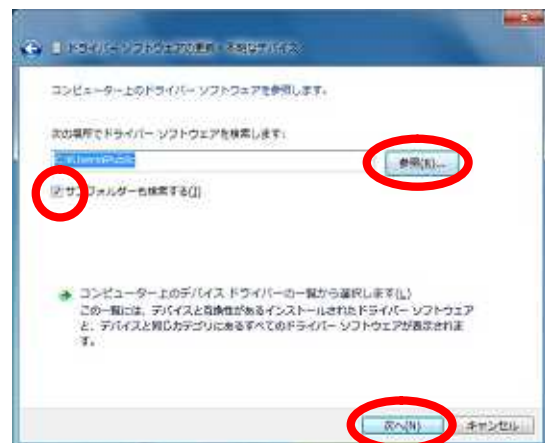 ドライバー ソフトウェアの更新 - 不明なデバイス
コンピューター上のドライバー ソフトウェアを参照します。
次の場所でドライバー ソフトウェアを検索します:
C:\Users\Public
参照(R)...
サブフォルダーも検索する(I)
コンピューター上のデバイス ドライバーの一覧から選択します(L)
この一覧には、デバイスと互換性があるインストールされたドライバー ソフトウェア
と、デバイスと同じカテゴリにあるすべてのドライバー ソフトウェアが表示されま
す。
次へ(N)
キャンセル